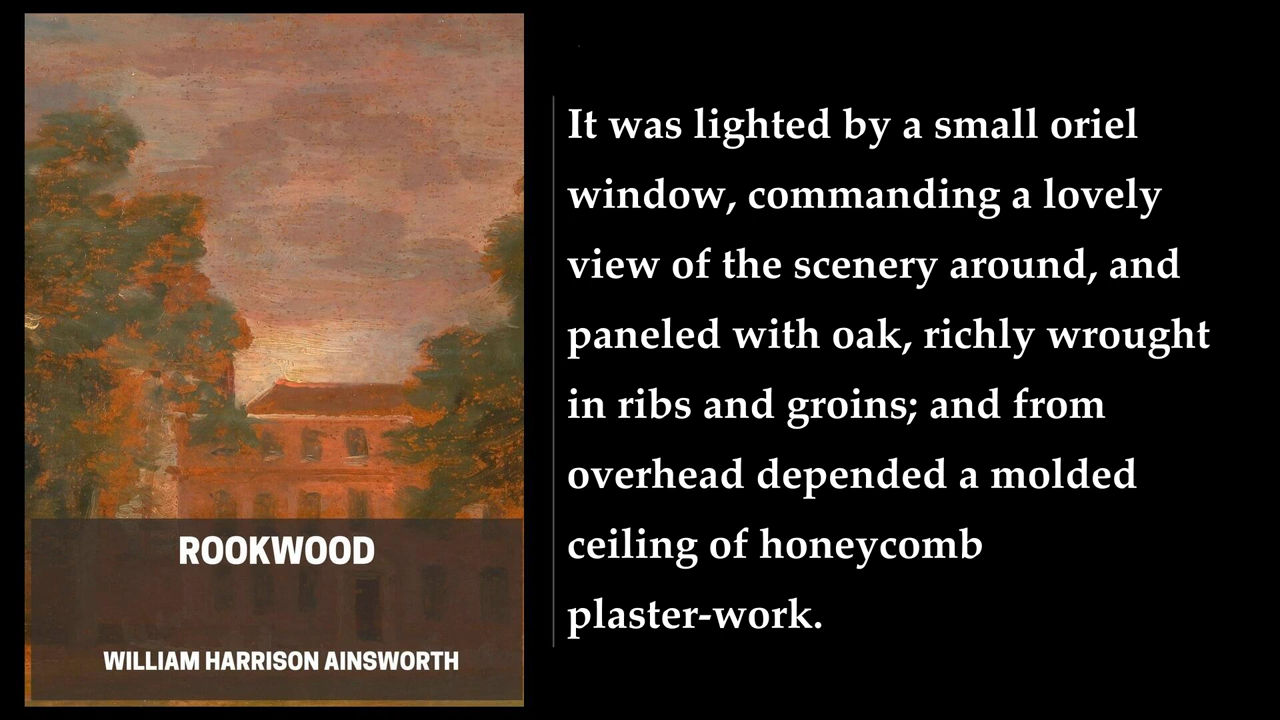 ROOKWOOD
WILLIAM HARRISON AINSWORTH
It was lighted by a small oriel
window, commanding a lovely
view of the scenery around, and
paneled with oak, richly wrought
in ribs and groins; and from
overhead depended a molded
ceiling of honeycomb
plaster-work.